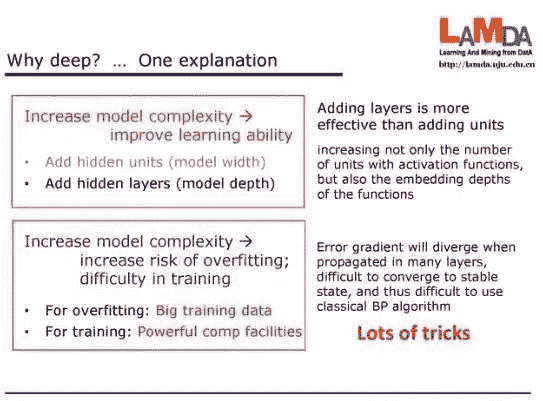 LAMDA
Learning And Mining from DatA
http://lamda.nju.edu.cn
Why deep? … One explanation
Increase model complexity →
improve learning ability
• Add hidden units (model width)
• Add hidden layers (model depth)
Adding layers is more
effective than adding units
increasing not only the number
of units with activation functions,
but also the embedding depths
of the functions
Increase model complexity →
increase risk of overfitting;
difficulty in training
• For overfitting: Big training data
• For training: Powerful comp facilities
Error gradient will diverge when
propagated in many layers,
difficult to converge to stable
state, and thus difficult to use
classical BP algorithm
Lots of tricks